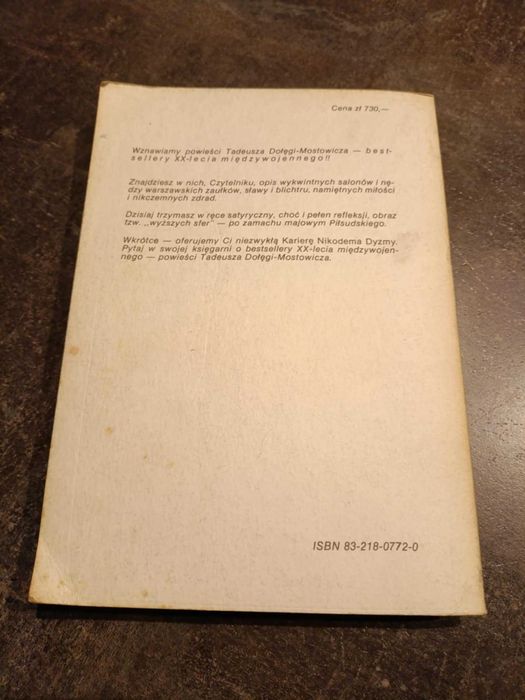 Cena zł 730,—
Wznawiamy powieści Tadeusza Dołęgi-Mostowicza — best-
sellery XX-lecia międzywojennego!!
Znajdziesz w nich, Czytelniku, opis wykwintnych salonów i nę-
dzy warszawskich zaułków, sławy i blichtru, namiętnych miłości
i nikczemnych zdrad.
Dzisiaj trzymasz w ręce satyryczny, choć i pełen refleksji, obraz
tzw. „wyższych sfer" — po zamachu majowym Piłsudskiego.
Wkrótce — oferujemy Ci niezwykłą Karierę Nikodema Dyzmy.
Pytaj w swojej księgarni o bestsellery XX-lecia międzywojen-
nego — powieści Tadeusza Dołęgi-Mostowicza.
ISBN 83-218-0772-0